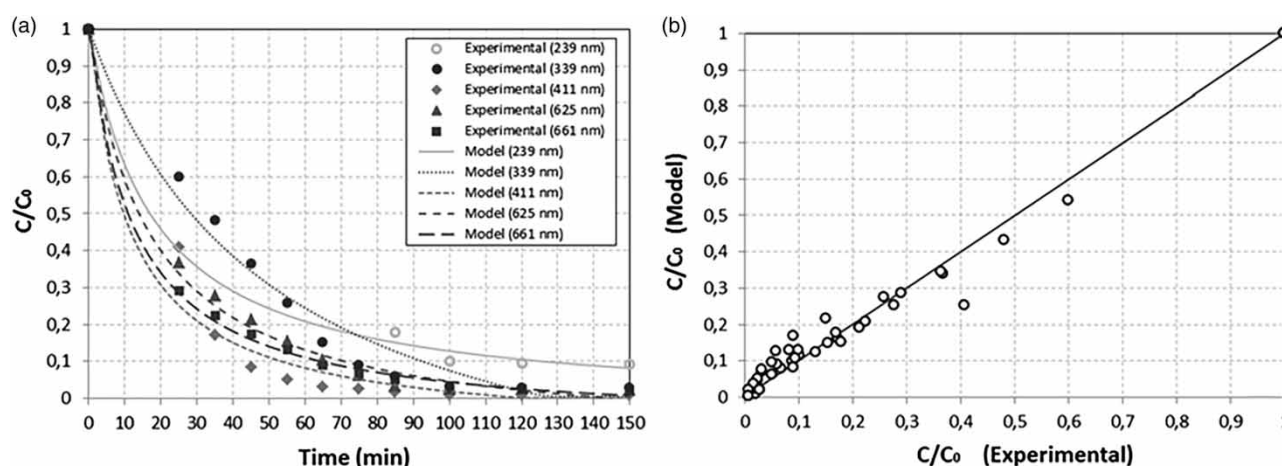 (a)
C/C₀
1
0,9
0,8
0,7
0,6
0,5
0,4
0,3
0,2
0,1
0
0 10 20 30 40 50 60 70 80 90 100 110 120 130 140 150
Time (min)
Experimental (239 nm)
Experimental (339 nm)
Experimental (411 nm)
Experimental (625 nm)
Experimental (661 nm)
Model (239 nm)
Model (339 nm)
Model (411 nm)
Model (625 nm)
Model (661 nm)
(b)
C/C₀ (Model)
1
0,9
0,8
0,7
0,6
0,5
0,4
0,3
0,2
0,1
0
0 0,1 0,2 0,3 0,4 0,5 0,6 0,7 0,8 0,9
C/C₀ (Experimental)